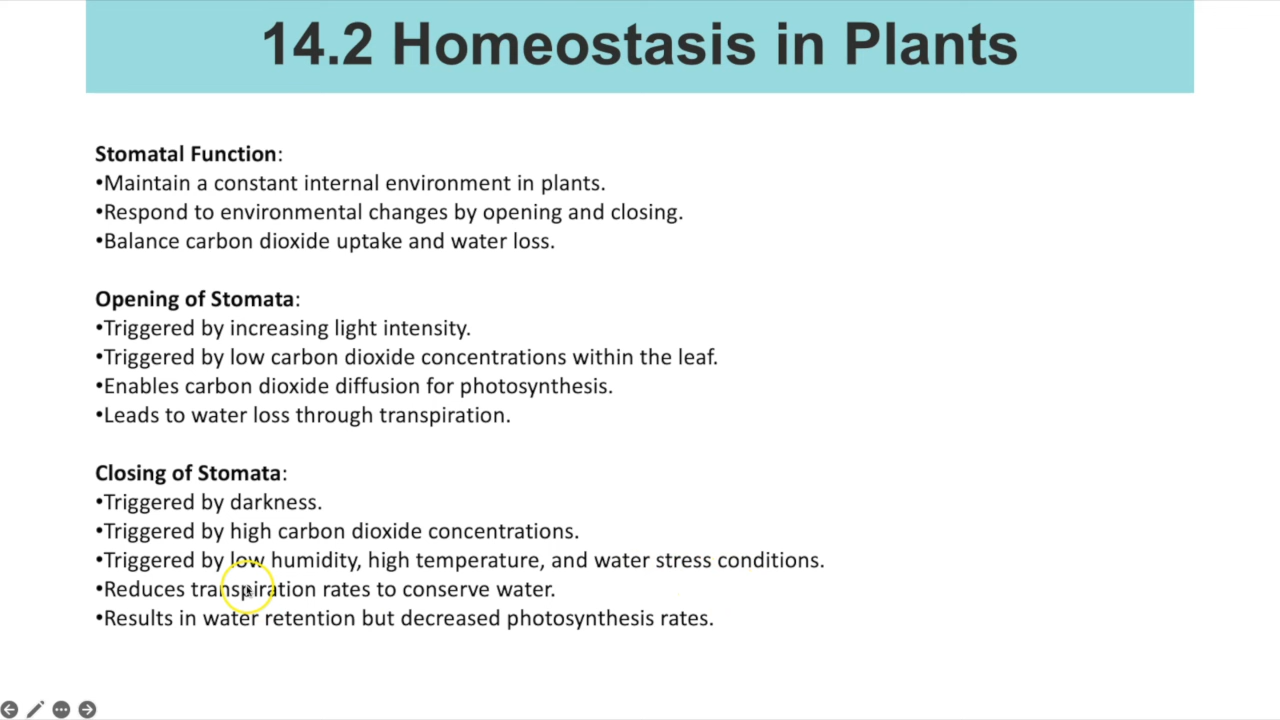 14.2 Homeostasis in Plants
Stomatal Function:
•Maintain a constant internal environment in plants.
•Respond to environmental changes by opening and closing.
•Balance carbon dioxide uptake and water loss.
Opening of Stomata:
•Triggered by increasing light intensity.
•Triggered by low carbon dioxide concentrations within the leaf.
•Enables carbon dioxide diffusion for photosynthesis.
•Leads to water loss through transpiration.
Closing of Stomata:
•Triggered by darkness.
•Triggered by high carbon dioxide concentrations.
•Triggered by low humidity, high temperature, and water stress conditions.
•Reduces transpiration rates to conserve water.
•Results in water retention but decreased photosynthesis rates.